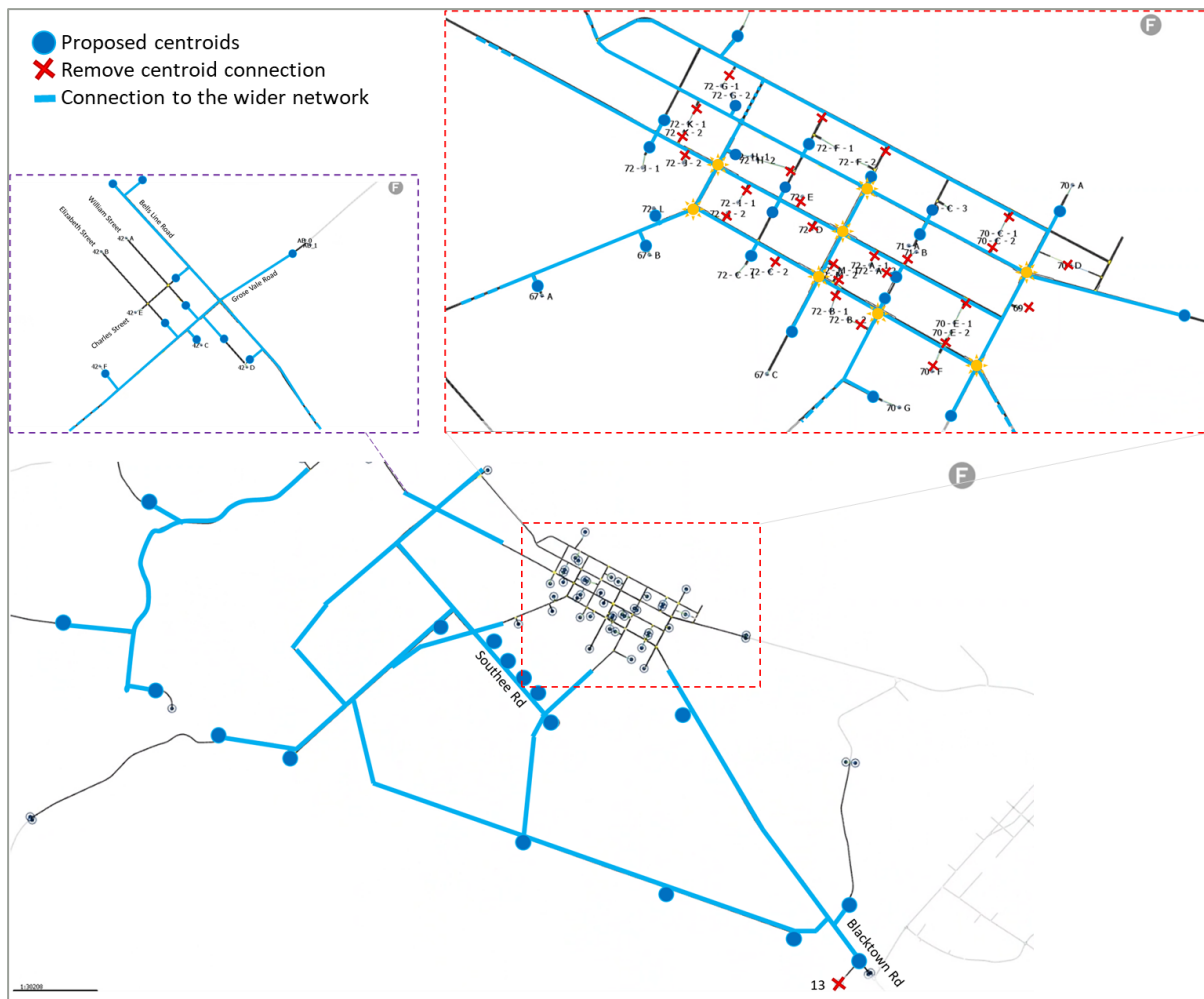 Proposed centroids
Remove centroid connection
Connection to the wider network
F
72 - G - 1
72 - G - 2
72 - K - 1
72 - K - 2
72 - J - 1
72 - J - 2
72 - H - 2
72 - F - 1
72 - F - 2
72 - E
72 - I - 1
72 - L
72 - D
67 - B
67 - A
72 - C - 1
72 - C - 2
71 - A
71 - B
72 - A - 1
72 - B - 1
72 - B - 2
67 - C
70 - A
70 - C - 1
70 - C - 2
69
70 - E - 1
70 - E - 2
70 - F
70 - G
F
Bells Line Road
William Street
Elizabeth Street
42 - A
42 - B
Grose Vale Road
42 - E
Charles Street
42 - C
42 - D
42 - F
F
Southee Rd
Blacktown Rd
13
1:30208